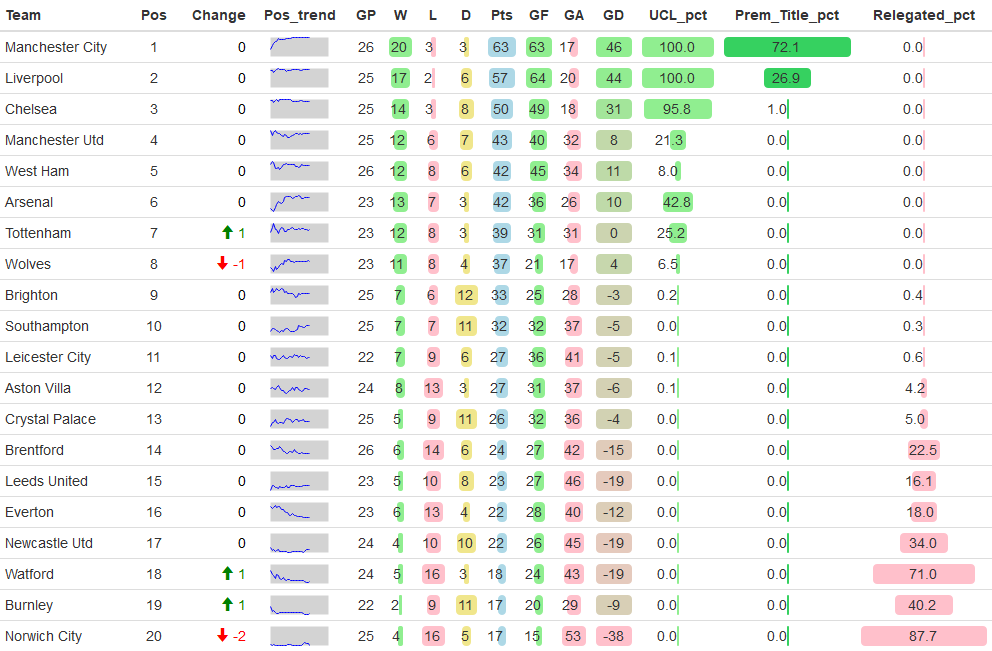 Team Pos Change Pos_trend GP W L D Pts GF GA GD UCL_pct Prem_Title_pct Relegated_pct
Manchester City 1 0 26 20 3 3 63 63 17 46 100.0 72.1 0.0
Liverpool 2 0 25 17 2 6 57 64 20 44 100.0 26.9 0.0
Chelsea 3 0 25 14 3 8 50 49 18 31 95.8 1.0 0.0
Manchester Utd 4 0 25 12 6 7 43 40 32 8 21.3 0.0 0.0
West Ham 5 0 26 12 8 6 42 45 34 11 8.0 0.0 0.0
Arsenal 6 0 23 13 7 3 42 36 26 10 42.8 0.0 0.0
Tottenham 7 1 23 12 8 3 39 31 31 0 25.2 0.0 0.0
Wolves 8 -1 23 11 8 4 37 21 17 4 6.5 0.0 0.0
Brighton 9 0 25 7 6 12 33 25 28 -3 0.2 0.0 0.4
Southampton 10 0 25 7 7 11 32 32 37 -5 0.0 0.0 0.3
Leicester City 11 0 22 7 9 6 27 36 41 -5 0.1 0.0 0.6
Aston Villa 12 0 24 8 13 3 27 31 37 -6 0.1 0.0 4.2
Crystal Palace 13 0 25 5 9 11 26 32 36 -4 0.0 0.0 5.0
Brentford 14 0 26 6 14 6 24 27 42 -15 0.0 0.0 22.5
Leeds United 15 0 23 5 10 8 23 27 46 -19 0.0 0.0 16.1
Everton 16 0 23 6 13 4 22 28 40 -12 0.0 0.0 18.0
Newcastle Utd 17 0 24 4 10 10 22 26 45 -19 0.0 0.0 34.0
Watford 18 1 24 5 16 3 18 24 43 -19 0.0 0.0 71.0
Burnley 19 1 22 2 9 11 17 20 29 -9 0.0 0.0 40.2
Norwich City 20 -2 25 4 16 5 17 15 53 -38 0.0 0.0 87.7